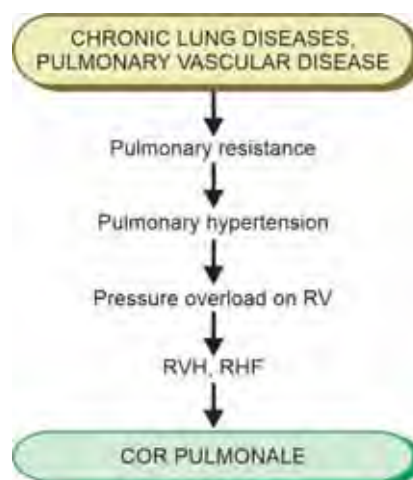 CHRONIC LUNG DISEASES,
PULMONARY VASCULAR DISEASE
Pulmonary resistance
Pulmonary hypertension
Pressure overload on RV
RVH, RHF
COR PULMONALE